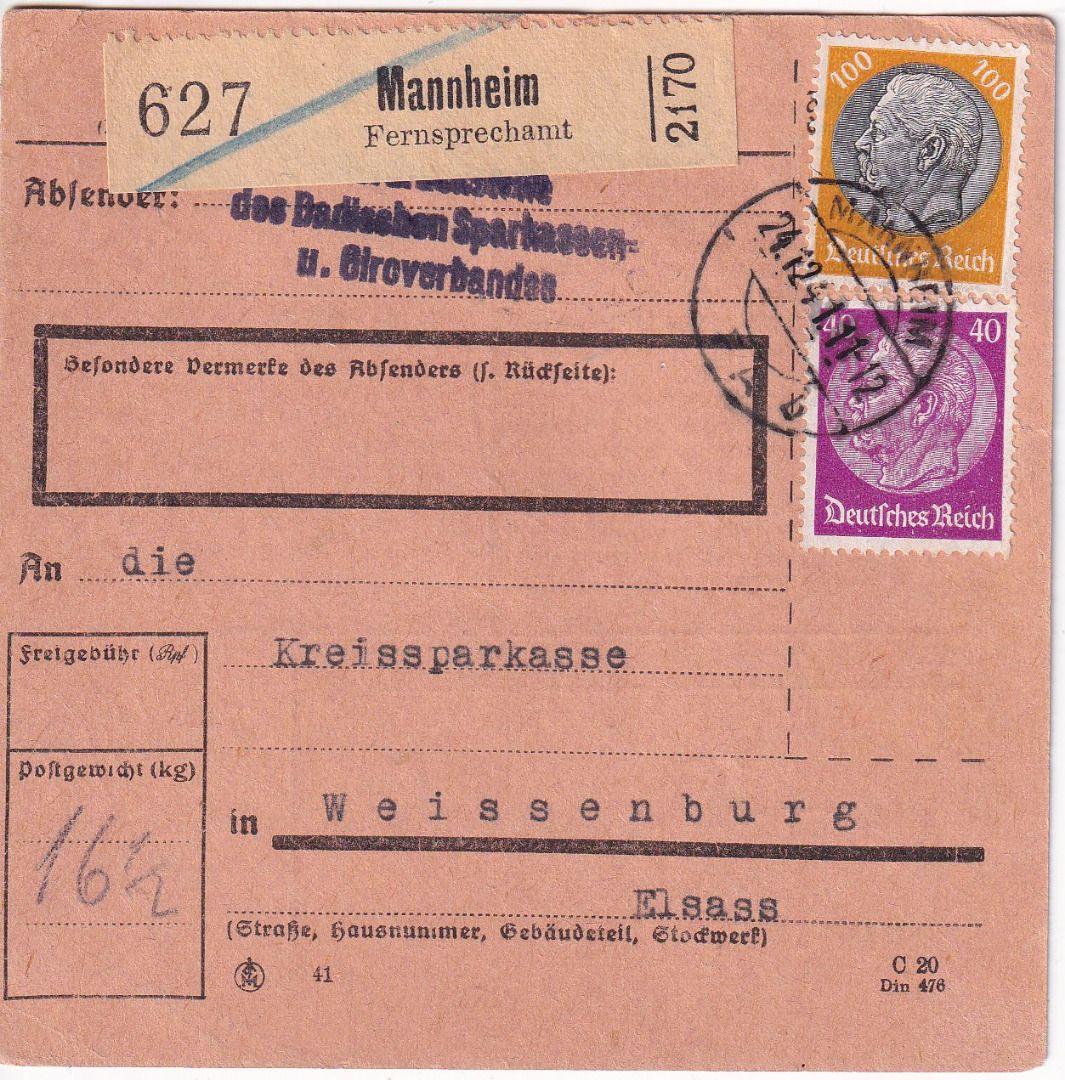 627
Mannheim
Fernsprechamt
2170
Absender:
des Badischen Sparkassen-
u. Giroverbandes
100 100
Deutsches Reich
MANNHEIM
40 40
Deutsches Reich
Besondere Vermerke des Absenders (s. Rückseite):
An die
Freigebühr (Rpf)
Kreissparkasse
Postgewicht (kg)
16½
in Weissenburg
Elsass
(Straße, Hausnummer, Gebäudeteil, Stockwerk)
41
C 20
Din 476